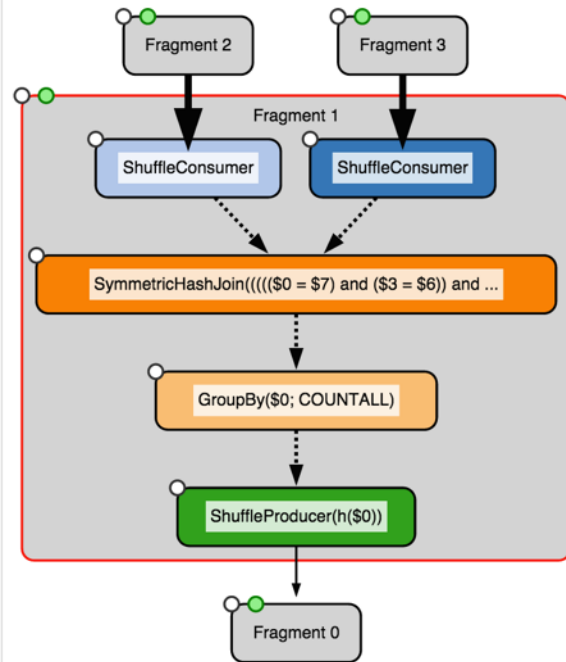 Fragment 2
Fragment 3
Fragment 1
ShuffleConsumer
ShuffleConsumer
SymmetricHashJoin((((($0 = $7) and ($3 = $6)) and ...
GroupBy($0; COUNTALL)
ShuffleProducer(h($0))
Fragment 0